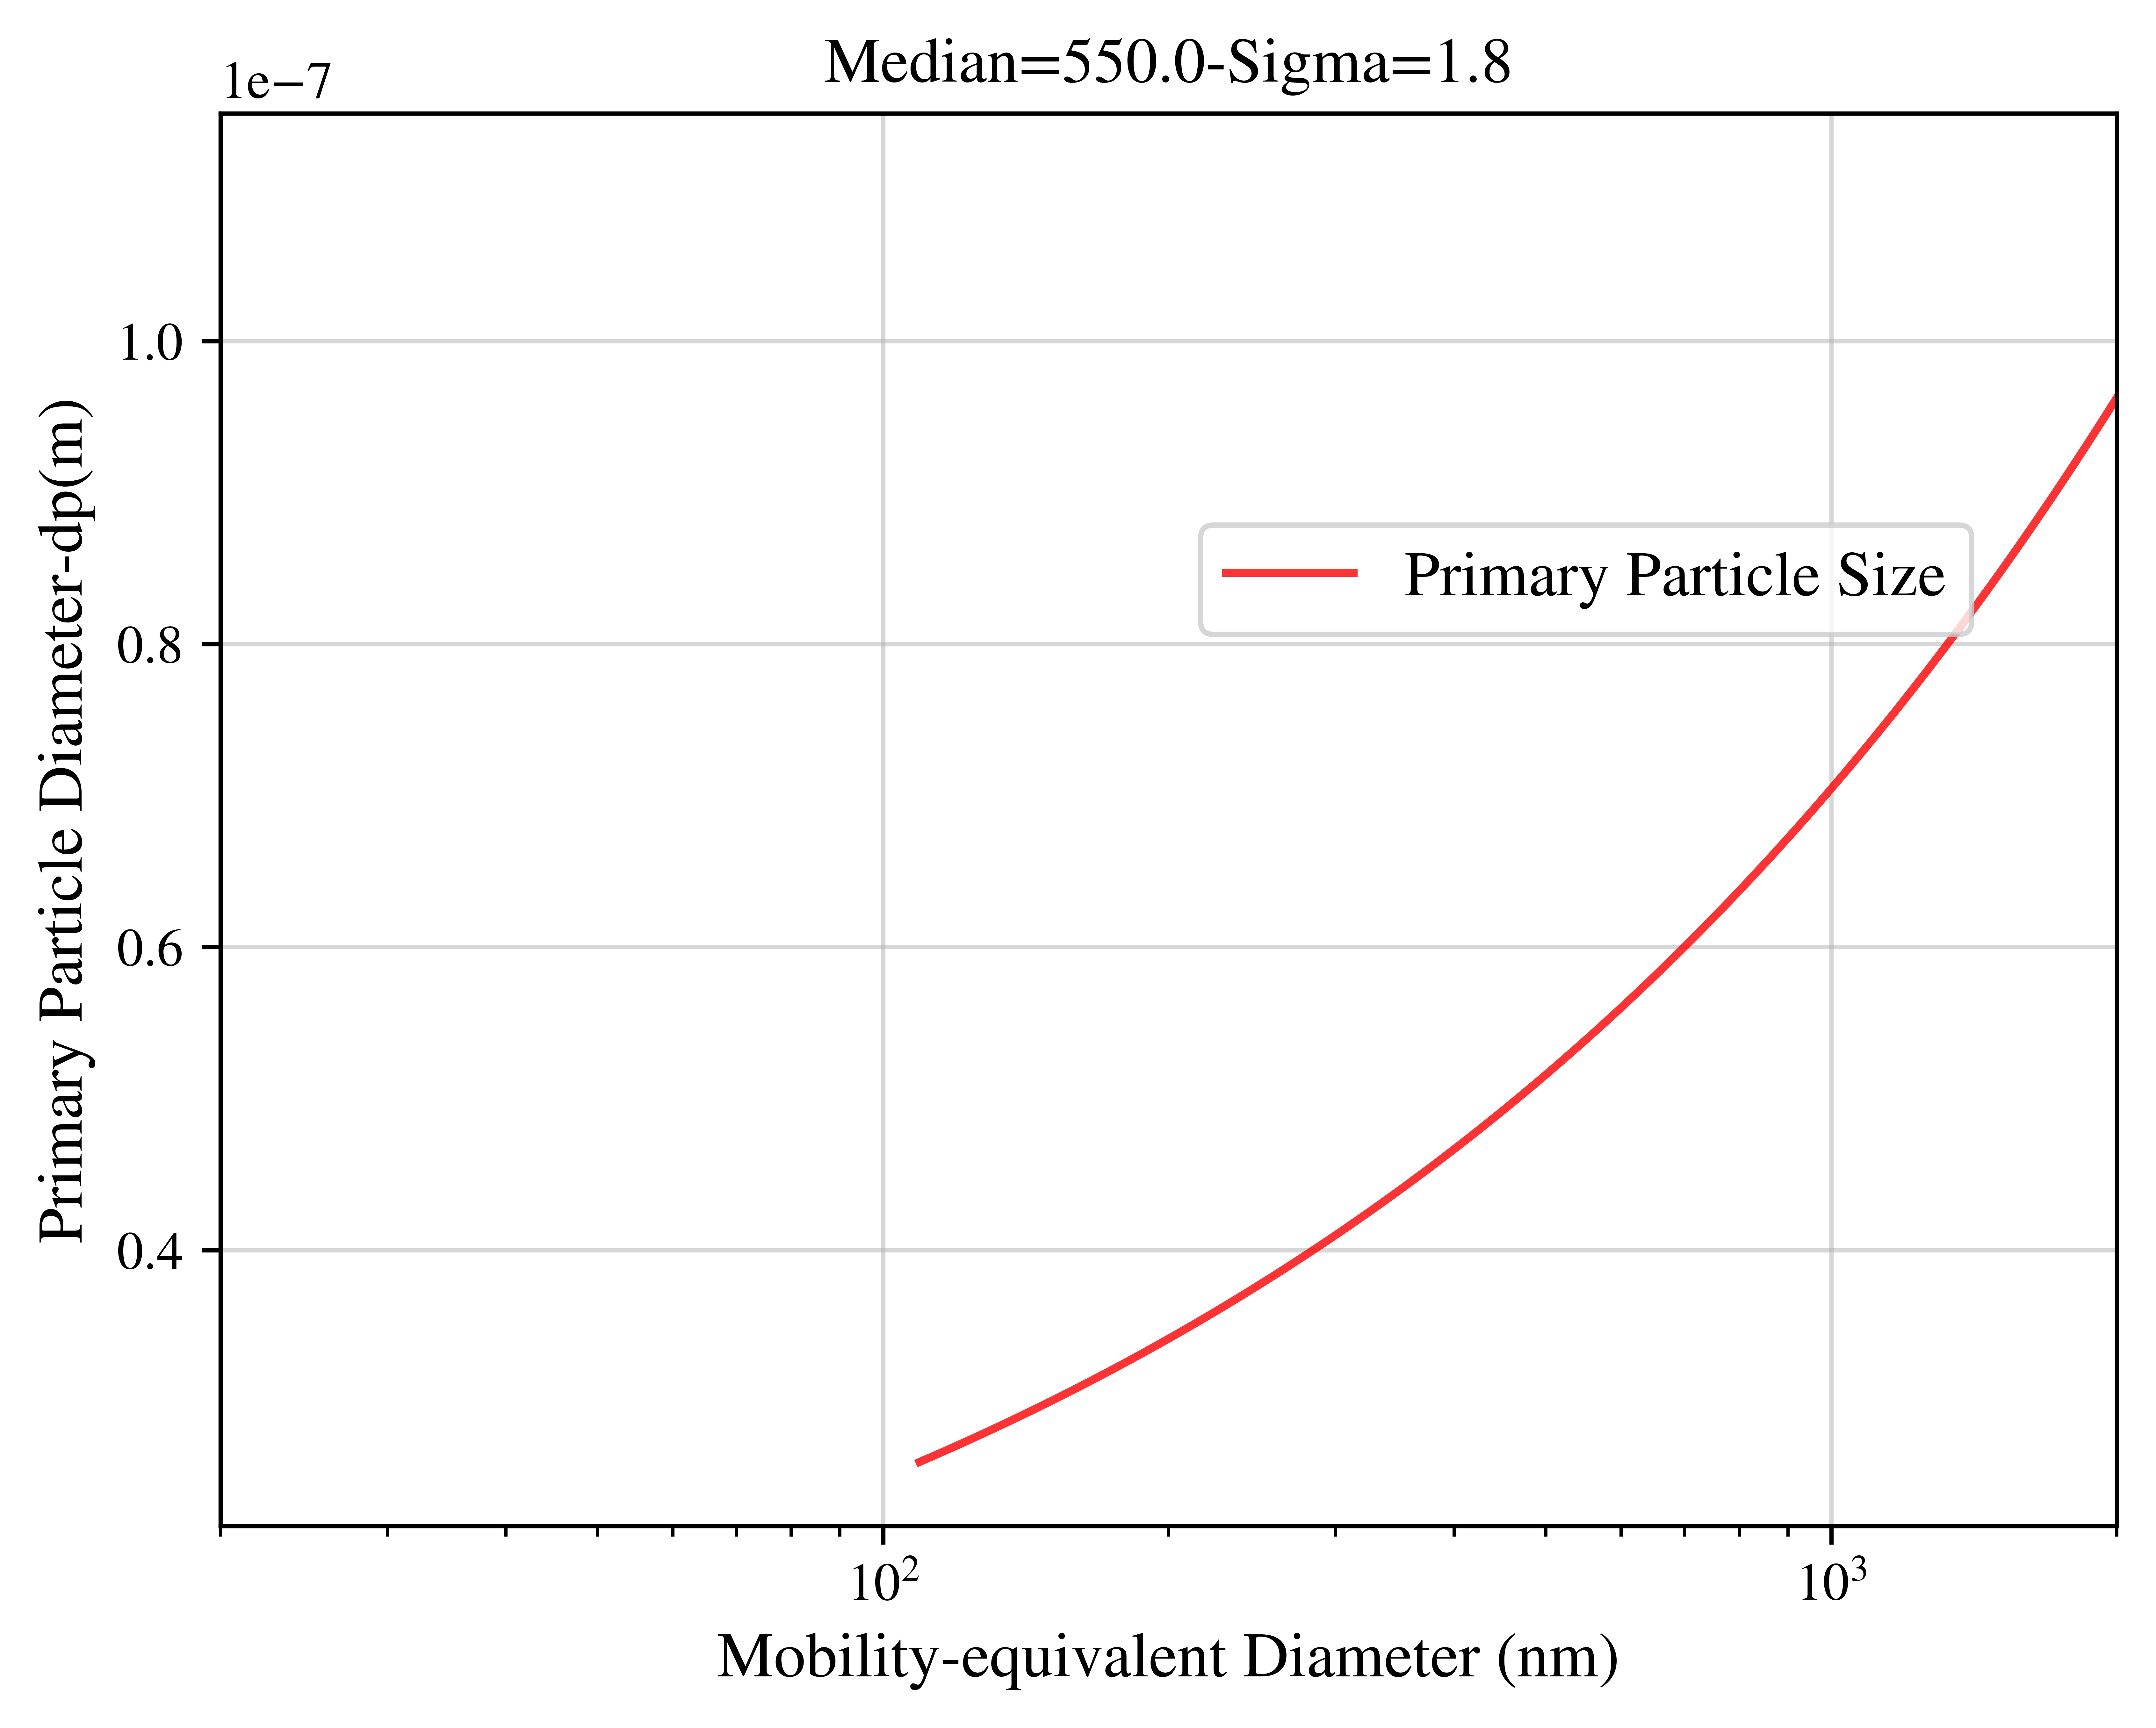 Median=550.0-Sigma=1.8
1e−7
1.0
0.8
0.6
0.4
Primary Particle Diameter-dp(m)
Primary Particle Size
10²
10³
Mobility-equivalent Diameter (nm)